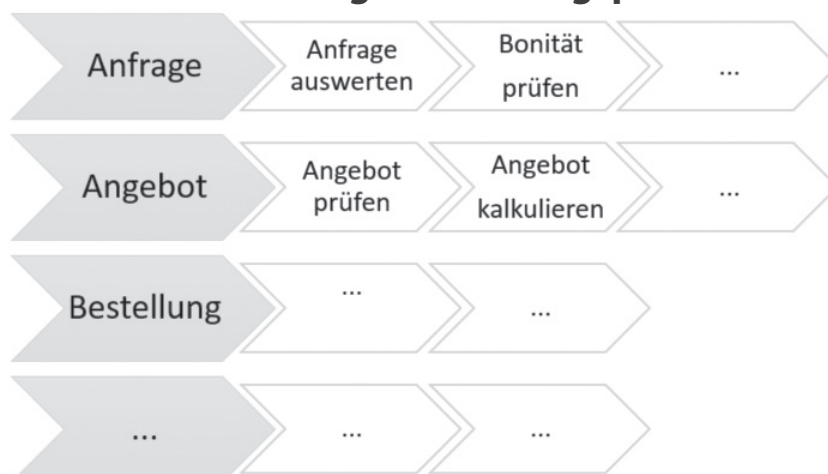 Anfrage
Anfrage
auswerten
Bonität
prüfen
...
Angebot
Angebot
prüfen
Angebot
kalkulieren
...
Bestellung
...
...
...
...
...